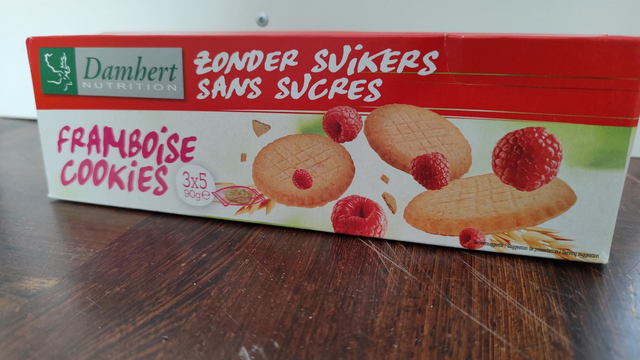 Damhert
NUTRITION
ZONDER SUIKERS
SANS SUCRES
FRAMBOISE
COOKIES
3x5
90g℮